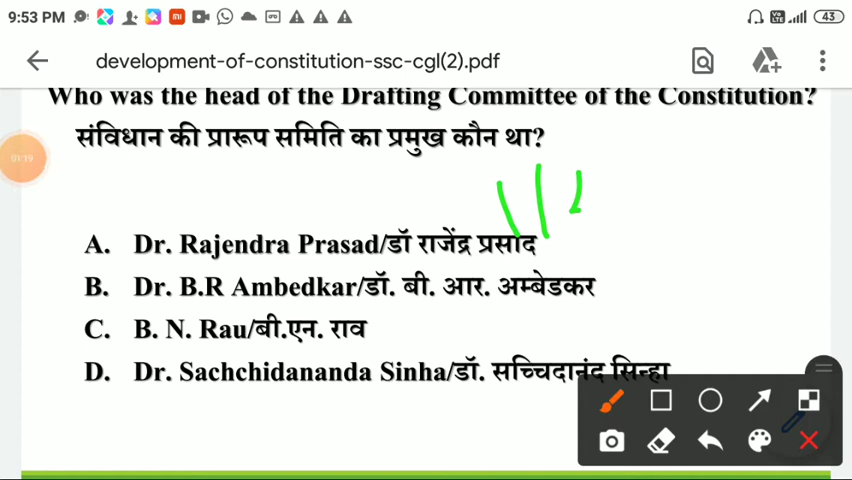 9:53 PM
43
development-of-constitution-ssc-cgl(2).pdf
Who was the head of the Drafting Committee of the Constitution?
संविधान की प्रारूप समिति का प्रमुख कौन था?
01:19
A. Dr. Rajendra Prasad/डॉ राजेंद्र प्रसाद
B. Dr. B.R Ambedkar/डॉ. बी. आर. अम्बेडकर
C. B. N. Rau/बी.एन. राव
D. Dr. Sachchidananda Sinha/डॉ. सच्चिदानंद सिन्हा